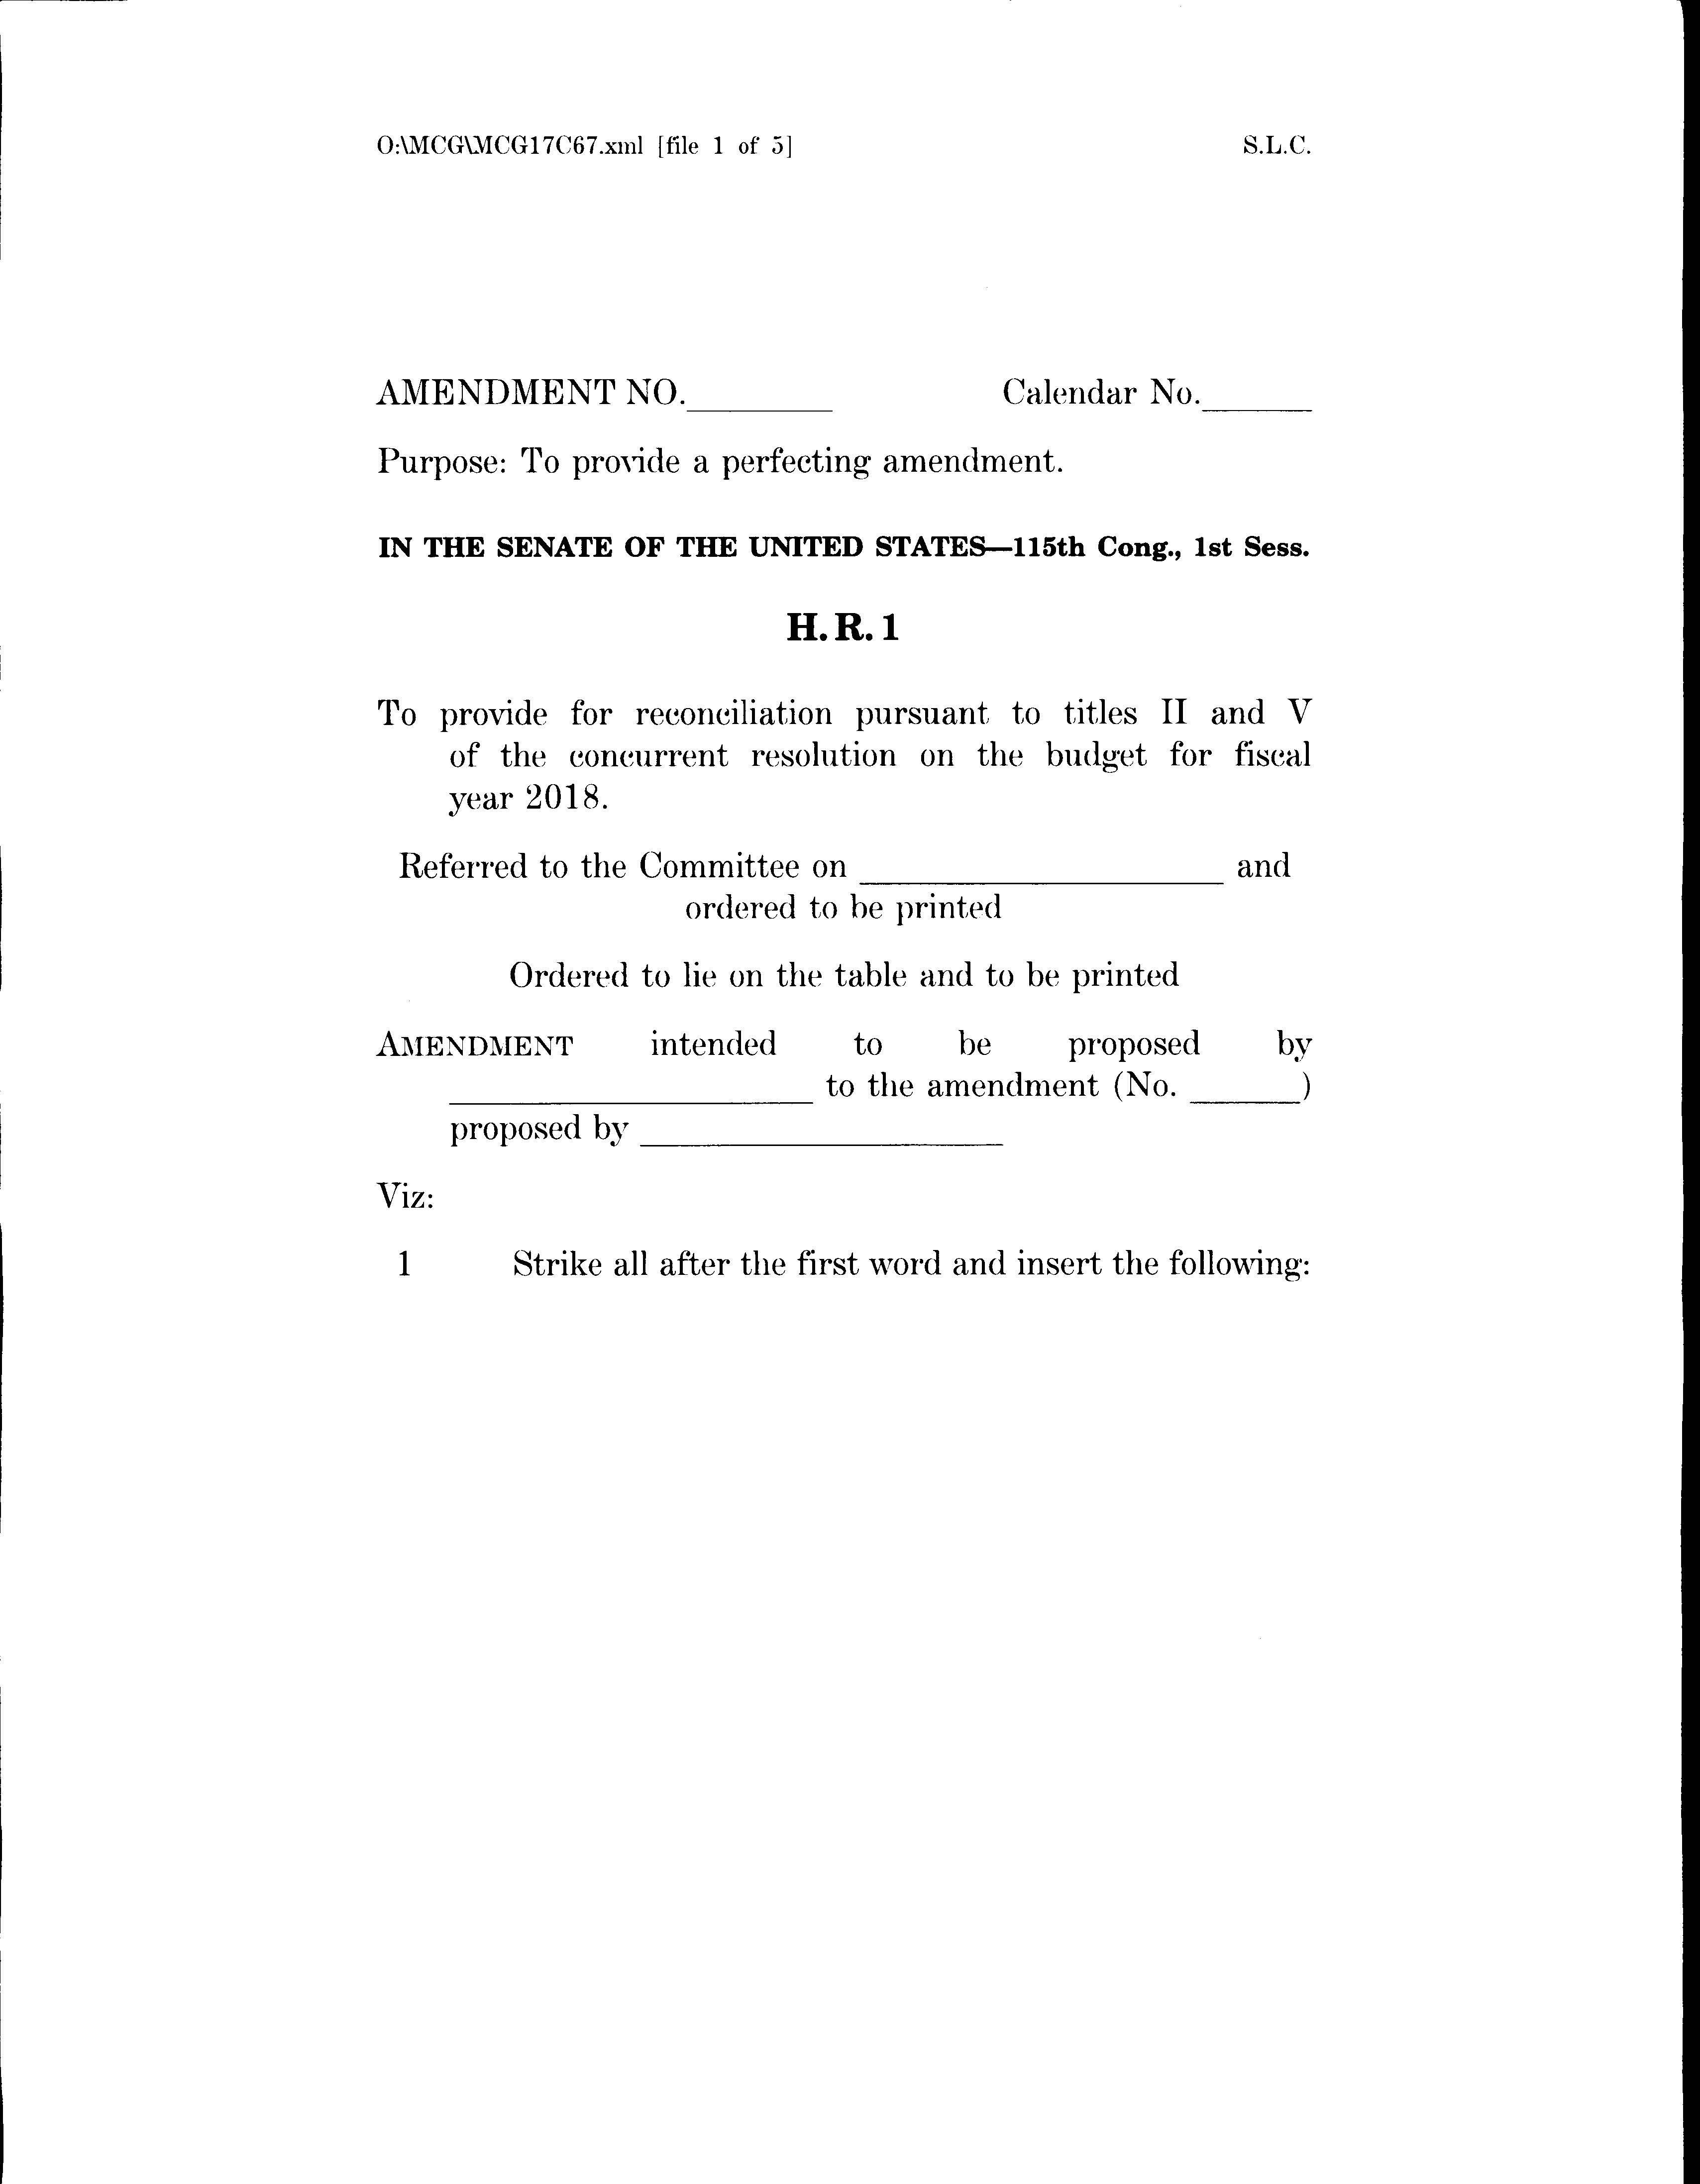 O:\MCG\MCG17C67.xml [file 1 of 5] S.L.C.
AMENDMENT NO.________ Calendar No.______
Purpose: To provide a perfecting amendment.
IN THE SENATE OF THE UNITED STATES—115th Cong., 1st Sess.
H. R. 1
To provide for reconciliation pursuant to titles II and V
of the concurrent resolution on the budget for fiscal
year 2018.
Referred to the Committee on ____________________ and
ordered to be printed
Ordered to lie on the table and to be printed
AMENDMENT intended to be proposed by
____________________ to the amendment (No. ______)
proposed by ____________________
Viz:
1 Strike all after the first word and insert the following: